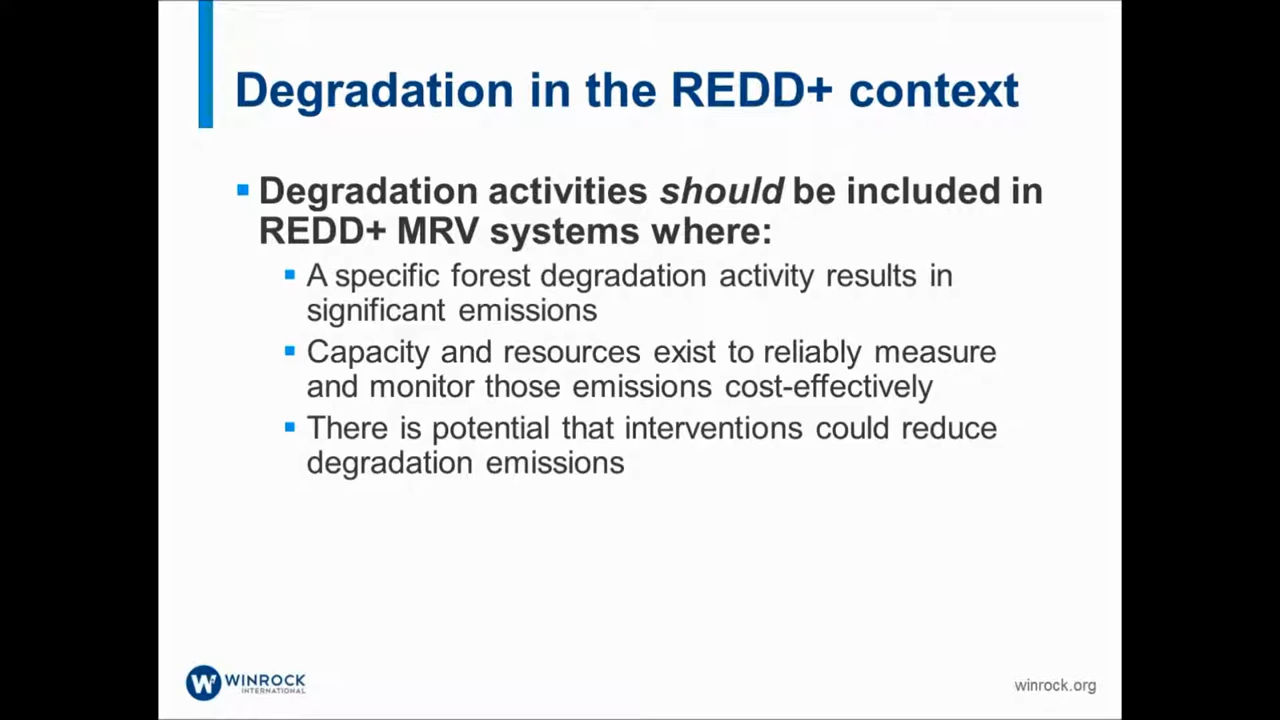 Degradation in the REDD+ context
Degradation activities should be included in
REDD+ MRV systems where:
A specific forest degradation activity results in
significant emissions
Capacity and resources exist to reliably measure
and monitor those emissions cost-effectively
There is potential that interventions could reduce
degradation emissions
W
WINROCK
INTERNATIONAL
winrock.org